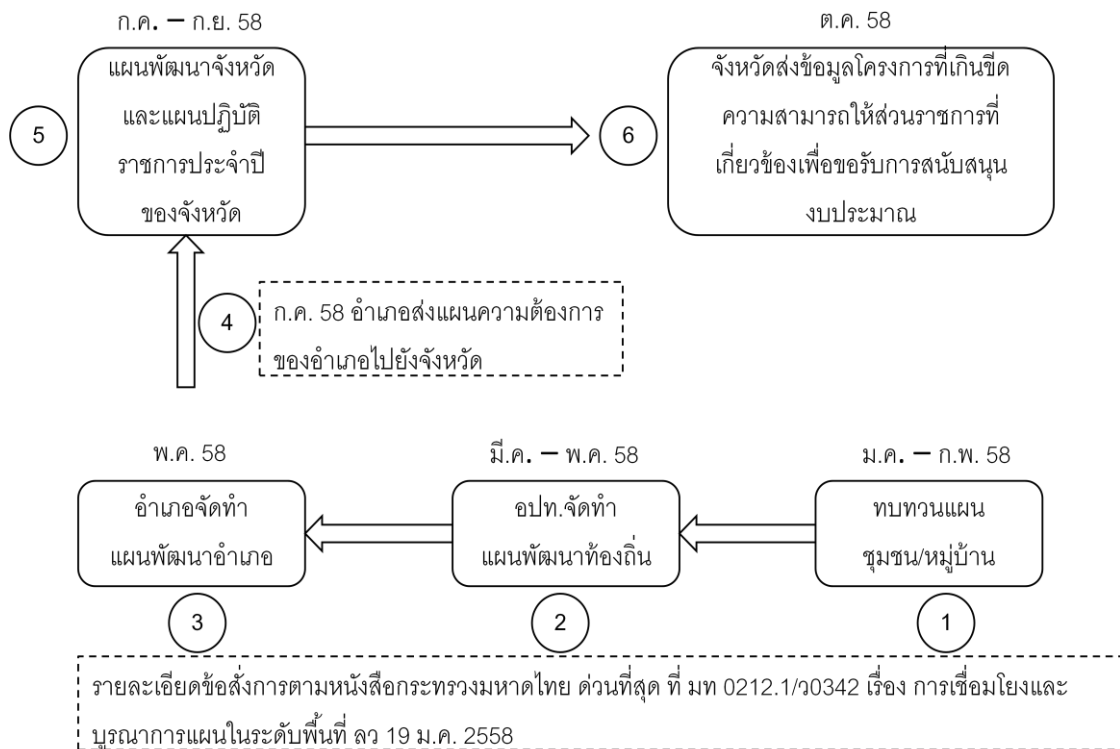 ก.ค. – ก.ย. 58
ต.ค. 58
แผนพัฒนาจังหวัด
และแผนปฏิบัติ
ราชการประจำปี
ของจังหวัด
5
6
จังหวัดส่งข้อมูลโครงการที่เกินขีด
ความสามารถให้ส่วนราชการที่
เกี่ยวข้องเพื่อขอรับการสนับสนุน
งบประมาณ
4
ก.ค. 58 อำเภอส่งแผนความต้องการ
ของอำเภอไปยังจังหวัด
พ.ค. 58
มี.ค. – พ.ค. 58
ม.ค. – ก.พ. 58
อำเภอจัดทำ
แผนพัฒนาอำเภอ
อปท.จัดทำ
แผนพัฒนาท้องถิ่น
ทบทวนแผน
ชุมชน/หมู่บ้าน
3
2
1
รายละเอียดข้อสั่งการตามหนังสือกระทรวงมหาดไทย ด่วนที่สุด ที่ มท 0212.1/ว0342 เรื่อง การเชื่อมโยงและ
บูรณาการแผนในระดับพื้นที่ ลว 19 ม.ค. 2558